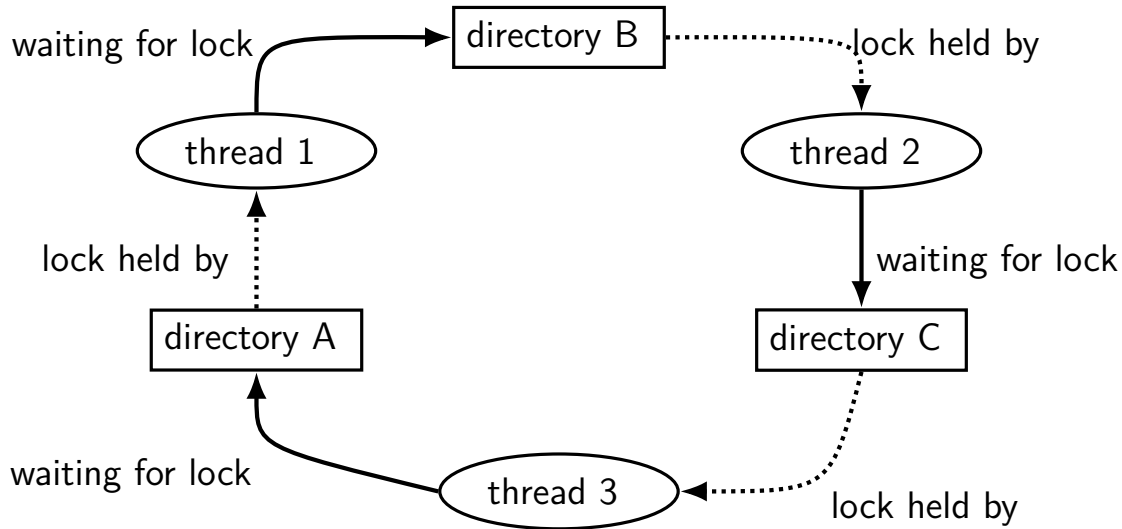 waiting for lock
directory B
lock held by
thread 1
thread 2
lock held by
waiting for lock
directory A
directory C
waiting for lock
thread 3
lock held by